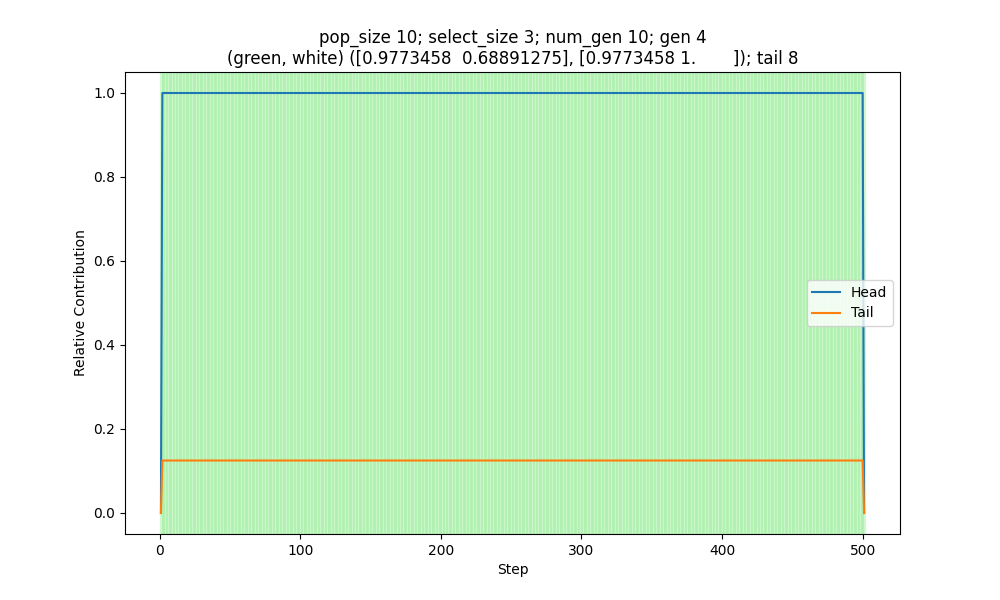 pop_size 10; select_size 3; num_gen 10; gen 4
(green, white) ([0.9773458  0.68891275], [0.9773458 1.       ]); tail 8
1.0
0.8
0.6
0.4
0.2
0.0
Relative Contribution
Head
Tail
0 100 200 300 400 500
Step